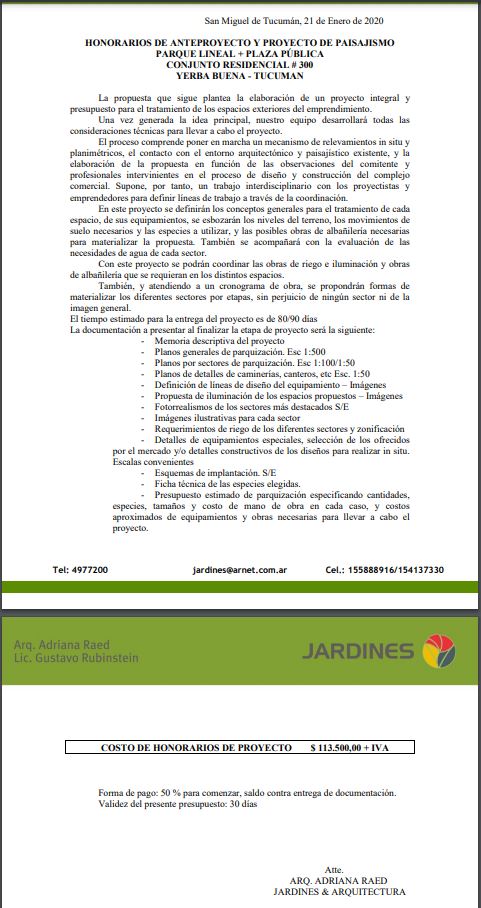 San Miguel de Tucumán, 21 de Enero de 2020
HONORARIOS DE ANTEPROYECTO Y PROYECTO DE PAISAJISMO
PARQUE LINEAL + PLAZA PÚBLICA
CONJUNTO RESIDENCIAL # 300
YERBA BUENA - TUCUMAN
La propuesta que sigue plantea la elaboración de un proyecto integral y
presupuesto para el tratamiento de los espacios exteriores del emprendimiento.
Una vez generada la idea principal, nuestro equipo desarrollará todas las
consideraciones técnicas para llevar a cabo el proyecto.
El proceso comprende poner en marcha un mecanismo de relevamientos in situ y
planimétricos, el contacto con el entorno arquitectónico y paisajístico existente, y la
elaboración de la propuesta en función de las observaciones del comitente y
profesionales intervinientes en el proceso de diseño y construcción del complejo
comercial. Supone, por tanto, un trabajo interdisciplinario con los proyectistas y
emprendedores para definir líneas de trabajo a través de la coordinación.
En este proyecto se definirán los conceptos generales para el tratamiento de cada
espacio, de sus equipamientos, se esbozarán los niveles del terreno, los movimientos de
suelo necesarios y las especies a utilizar, y las posibles obras de albañilería necesarias
para materializar la propuesta. También se acompañará con la evaluación de las
necesidades de agua de cada sector.
Con este proyecto se podrán coordinar las obras de riego e iluminación y obras
de albañilería que se requieran en los distintos espacios.
También, y atendiendo a un cronograma de obra, se propondrán formas de
materializar los diferentes sectores por etapas, sin perjuicio de ningún sector ni de la
imagen general.
El tiempo estimado para la entrega del proyecto es de 80/90 días
La documentación a presentar al finalizar la etapa de proyecto será la siguiente:
- Memoria descriptiva del proyecto
- Planos generales de parquización. Esc 1:500
- Planos por sectores de parquización. Esc 1:100/1:50
- Planos de detalles de caminerías, canteros, etc Esc. 1:50
- Definición de líneas de diseño del equipamiento – Imágenes
- Propuesta de iluminación de los espacios propuestos – Imágenes
- Fotorrealismos de los sectores más destacados S/E
- Imágenes ilustrativas para cada sector
- Requerimientos de riego de los diferentes sectores y zonificación
- Detalles de equipamientos especiales, selección de los ofrecidos
por el mercado y/o detalles constructivos de los diseños para realizar in situ.
Escalas convenientes
- Esquemas de implantación. S/E
- Ficha técnica de las especies elegidas.
- Presupuesto estimado de parquización especificando cantidades,
especies, tamaños y costo de mano de obra en cada caso, y costos
aproximados de equipamientos y obras necesarias para llevar a cabo el
proyecto.
Tel: 4977200 jardines@arnet.com.ar Cel.: 155888916/154137330
Arq. Adriana Raed
Lic. Gustavo Rubinstein
JARDINES
COSTO DE HONORARIOS DE PROYECTO $ 113.500,00 + IVA
Forma de pago: 50 % para comenzar, saldo contra entrega de documentación.
Validez del presente presupuesto: 30 días
Atte.
ARQ. ADRIANA RAED
JARDINES & ARQUITECTURA